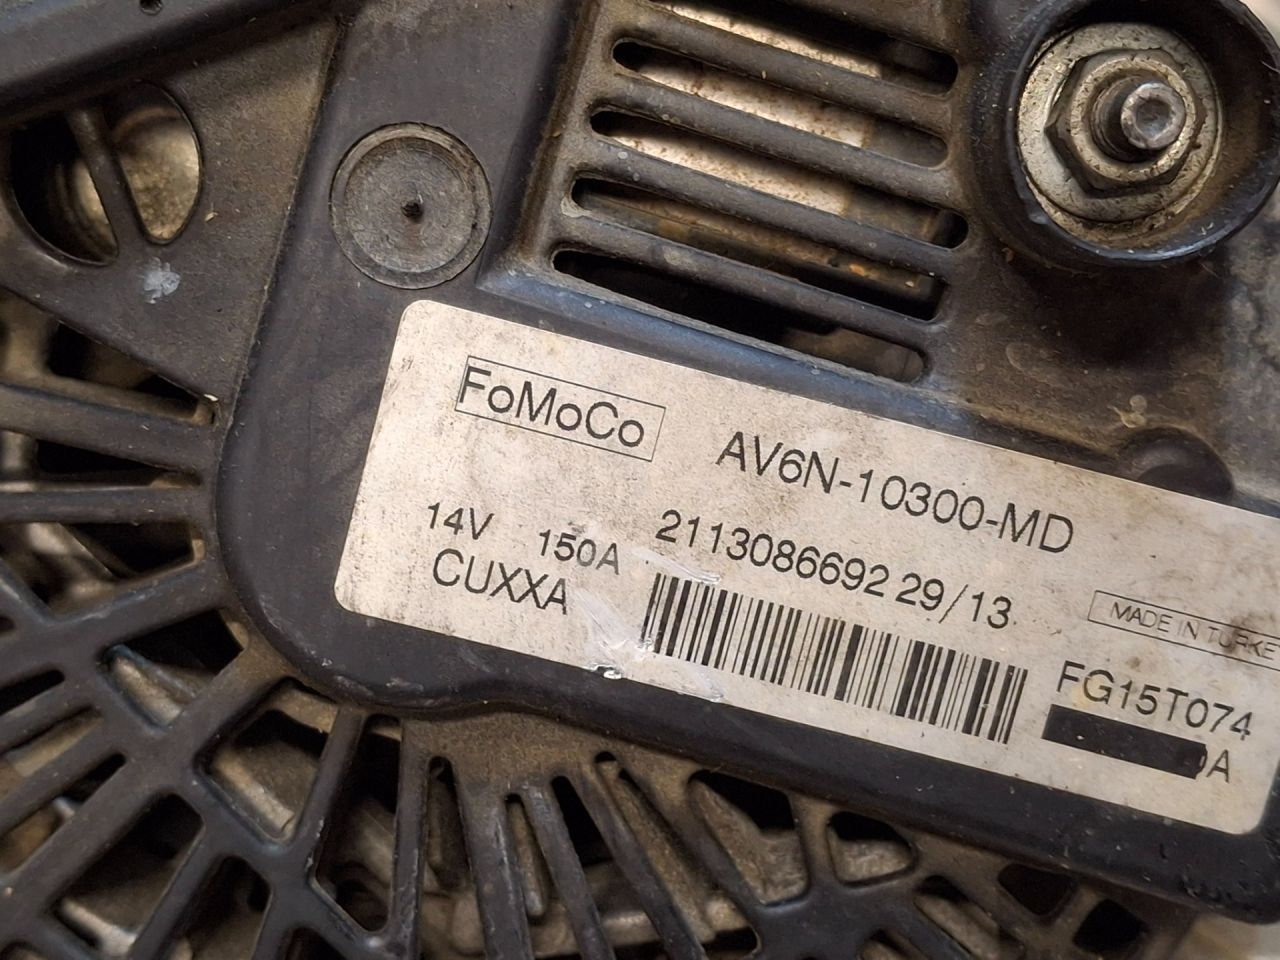 FoMoCo
AV6N-10300-MD
14V 150A
2113086692 29/13
CUXXA
MADE IN TURKEY
FG15T074
A